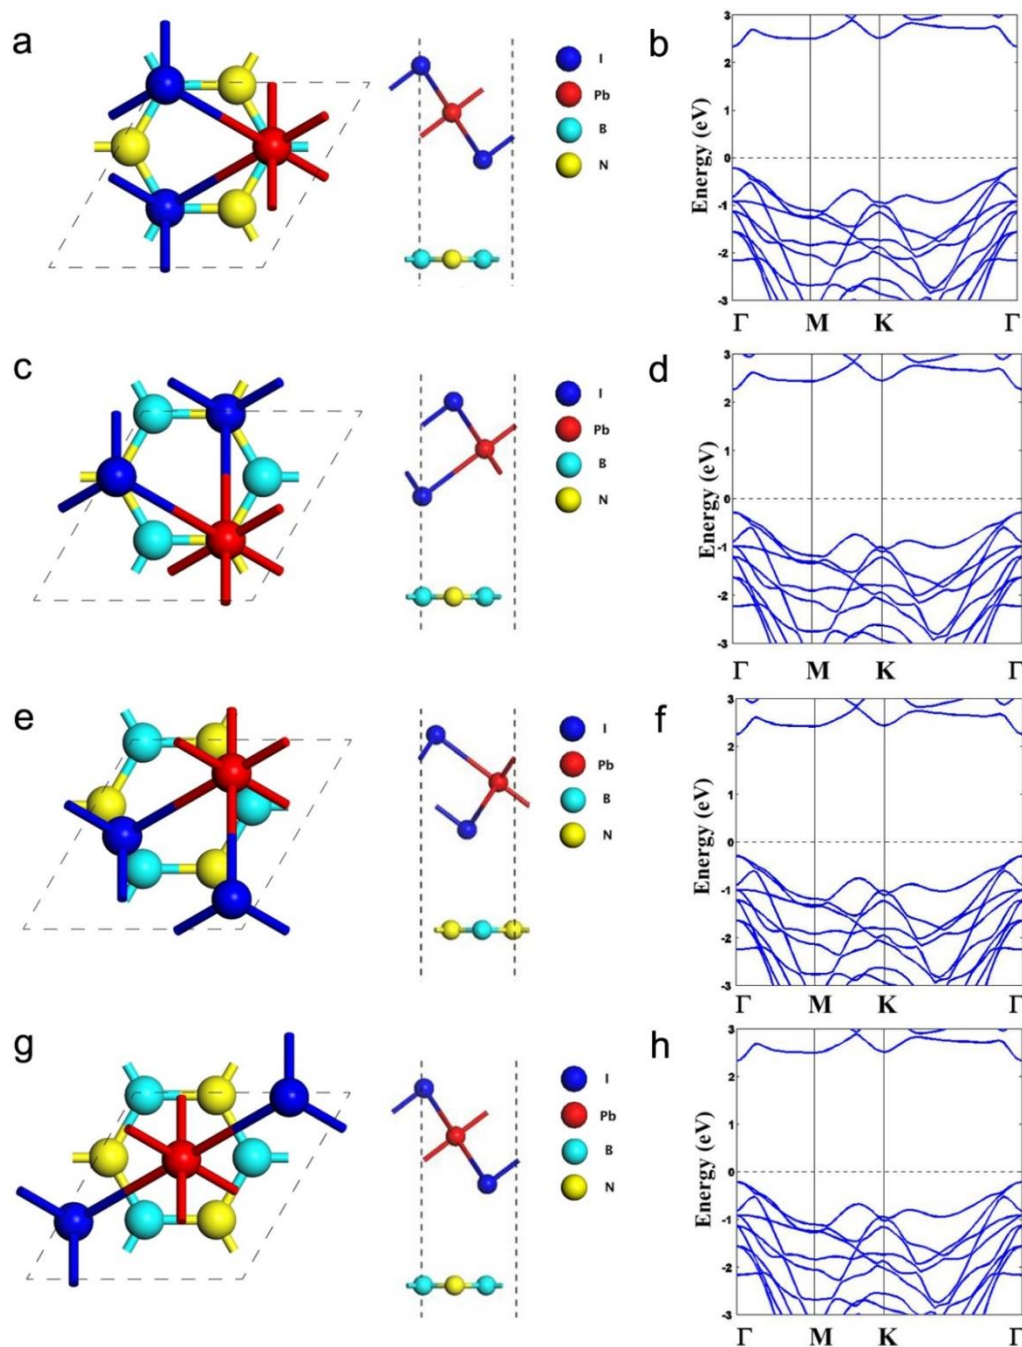 a
I
Pb
B
N
b
Energy (eV)
3
2
1
0
-1
-2
-3
Γ M K Γ
c
I
Pb
B
N
d
Energy (eV)
3
2
1
0
-1
-2
-3
Γ M K Γ
e
I
Pb
B
N
f
Energy (eV)
3
2
1
0
-1
-2
-3
Γ M K Γ
g
I
Pb
B
N
h
Energy (eV)
3
2
1
0
-1
-2
-3
Γ M K Γ